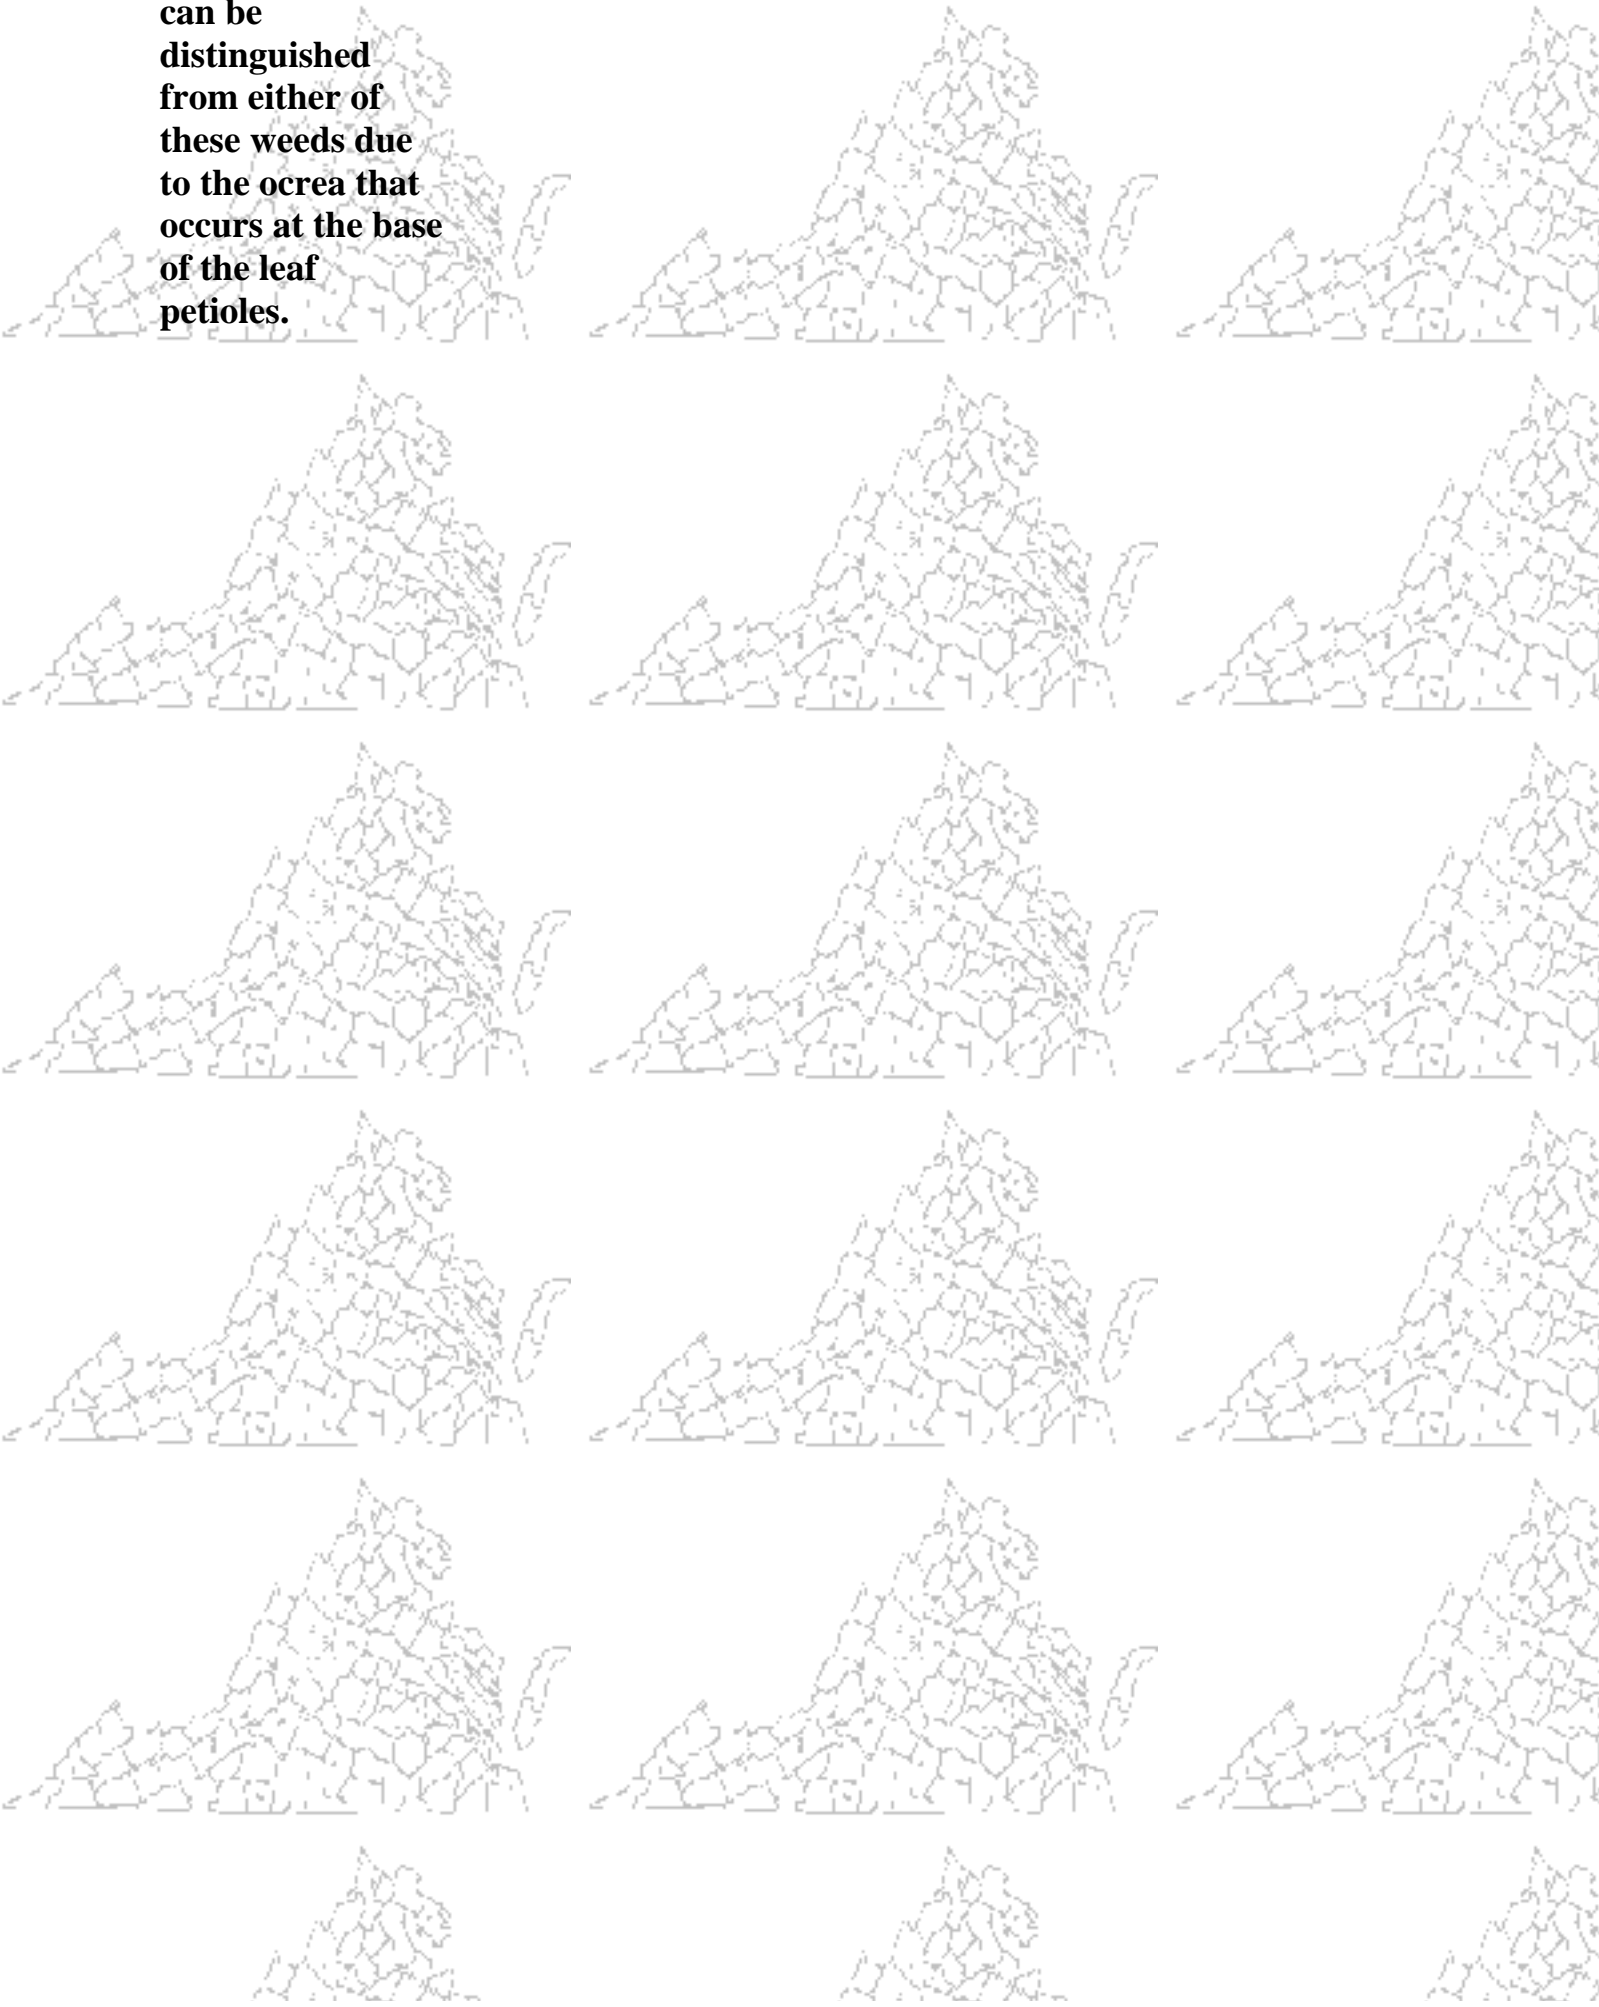 can be
distinguished
from either of
these weeds due
to the ocrea that
occurs at the base
of the leaf
petioles.